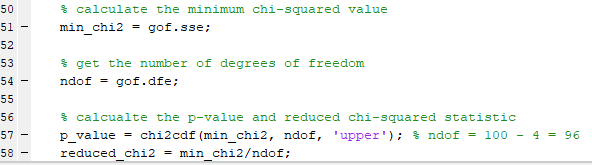 50 % calculate the minimum chi-squared value
51 – min_chi2 = gof.sse;
52
53 % get the number of degrees of freedom
54 – ndof = gof.dfe;
55
56 % calcualte the p-value and reduced chi-squared statistic
57 – p_value = chi2cdf(min_chi2, ndof, 'upper'); % ndof = 100 - 4 = 96
58 – reduced_chi2 = min_chi2/ndof;